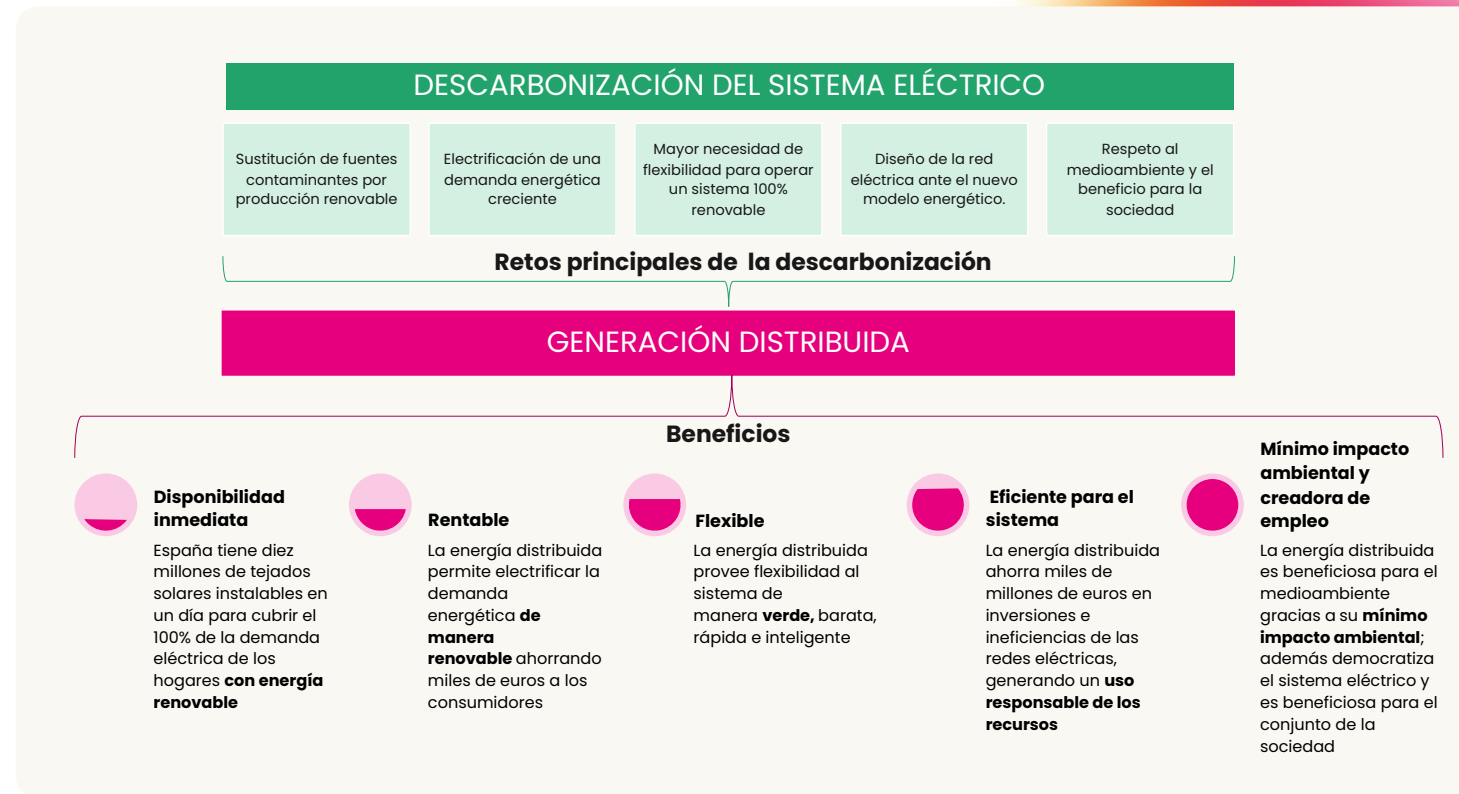 DESCARBONIZACIÓN DEL SISTEMA ELÉCTRICO
Sustitución de fuentes
contaminantes por
producción renovable
Electrificación de una
demanda energética
creciente
Mayor necesidad de
flexibilidad para operar
un sistema 100%
renovable
Diseño de la red
eléctrica ante el nuevo
modelo energético.
Respeto al
medioambiente y el
beneficio para la
sociedad
Retos principales de la descarbonización
GENERACIÓN DISTRIBUIDA
Beneficios
Disponibilidad
inmediata
España tiene diez
millones de tejados
solares instalables en
un día para cubrir el
100% de la demanda
eléctrica de los
hogares con energía
renovable
Rentable
La energía distribuida
permite electrificar la
demanda
energética de
manera
renovable ahorrando
miles de euros a los
consumidores
Flexible
La energía distribuida
provee flexibilidad al
sistema de
manera verde, barata,
rápida e inteligente
Eficiente para el
sistema
La energía distribuida
ahorra miles de
millones de euros en
inversiones e
ineficiencias de las
redes eléctricas,
generando un uso
responsable de los
recursos
Mínimo impacto
ambiental y
creadora de
empleo
La energía distribuida
es beneficiosa para el
medioambiente
gracias a su mínimo
impacto ambiental;
además democratiza
el sistema eléctrico y
es beneficiosa para el
conjunto de la
sociedad